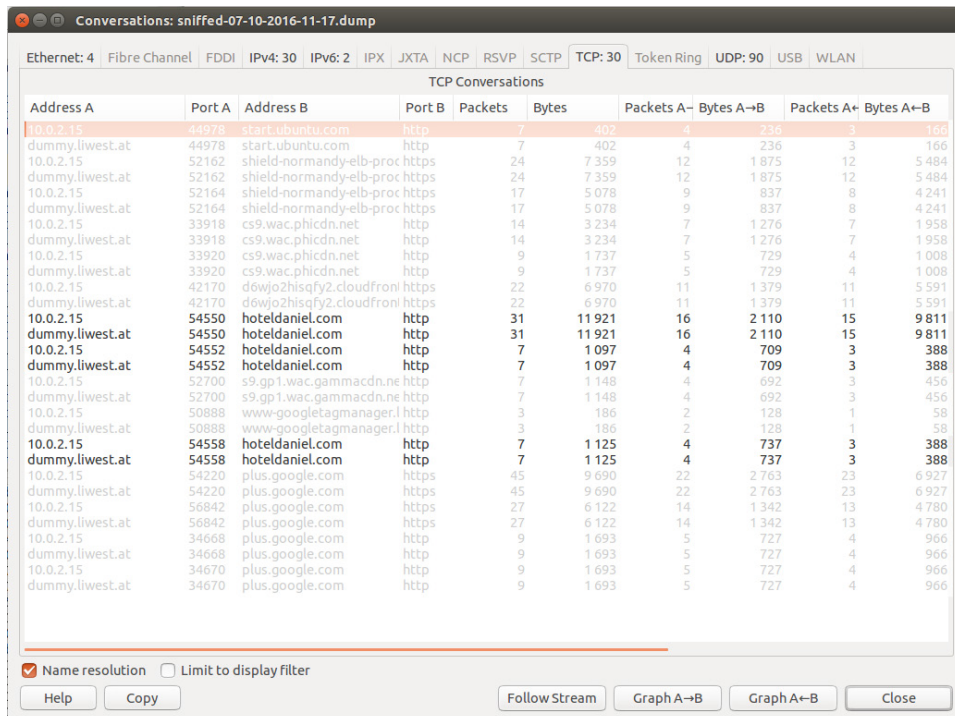 Conversations: sniffed-07-10-2016-11-17.dump
Ethernet: 4 Fibre Channel FDDI IPv4: 30 IPv6: 2 IPX JXTA NCP RSVP SCTP TCP: 30 Token Ring UDP: 90 USB WLAN
TCP Conversations
Address A Port A Address B Port B Packets Bytes Packets A→ Bytes A→B Packets A← Bytes A←B
10.0.2.15 44978 start.ubuntu.com http 7 402 4 236 3 166
dummy.liwest.at 44978 start.ubuntu.com http 7 402 4 236 3 166
10.0.2.15 52162 shield-normandy-elb-proc https 24 7 359 12 1 875 12 5 484
dummy.liwest.at 52162 shield-normandy-elb-proc https 24 7 359 12 1 875 12 5 484
10.0.2.15 52164 shield-normandy-elb-proc https 17 5 078 9 837 8 4 241
dummy.liwest.at 52164 shield-normandy-elb-proc https 17 5 078 9 837 8 4 241
10.0.2.15 33918 cs9.wac.phicdn.net http 14 3 234 7 1 276 7 1 958
dummy.liwest.at 33918 cs9.wac.phicdn.net http 14 3 234 7 1 276 7 1 958
10.0.2.15 33920 cs9.wac.phicdn.net http 9 1 737 5 729 4 1 008
dummy.liwest.at 33920 cs9.wac.phicdn.net http 9 1 737 5 729 4 1 008
10.0.2.15 42170 d6wjo2hisqfy2.cloudfront https 22 6 970 11 1 379 11 5 591
dummy.liwest.at 42170 d6wjo2hisqfy2.cloudfront https 22 6 970 11 1 379 11 5 591
10.0.2.15 54550 hoteldaniel.com http 31 11 921 16 2 110 15 9 811
dummy.liwest.at 54550 hoteldaniel.com http 31 11 921 16 2 110 15 9 811
10.0.2.15 54552 hoteldaniel.com http 7 1 097 4 709 3 388
dummy.liwest.at 54552 hoteldaniel.com http 7 1 097 4 709 3 388
10.0.2.15 52700 s9.gp1.wac.gammacdn.ne http 7 1 148 4 692 3 456
dummy.liwest.at 52700 s9.gp1.wac.gammacdn.ne http 7 1 148 4 692 3 456
10.0.2.15 50888 www-googletagmanager.l http 3 186 2 128 1 58
dummy.liwest.at 50888 www-googletagmanager.l http 3 186 2 128 1 58
10.0.2.15 54558 hoteldaniel.com http 7 1 125 4 737 3 388
dummy.liwest.at 54558 hoteldaniel.com http 7 1 125 4 737 3 388
10.0.2.15 54220 plus.google.com https 45 9 690 22 2 763 23 6 927
dummy.liwest.at 54220 plus.google.com https 45 9 690 22 2 763 23 6 927
10.0.2.15 56842 plus.google.com https 27 6 122 14 1 342 13 4 780
dummy.liwest.at 56842 plus.google.com https 27 6 122 14 1 342 13 4 780
10.0.2.15 34668 plus.google.com http 9 1 693 5 727 4 966
dummy.liwest.at 34668 plus.google.com http 9 1 693 5 727 4 966
10.0.2.15 34670 plus.google.com http 9 1 693 5 727 4 966
dummy.liwest.at 34670 plus.google.com http 9 1 693 5 727 4 966
Name resolution Limit to display filter
Help Copy Follow Stream Graph A→B Graph A←B Close